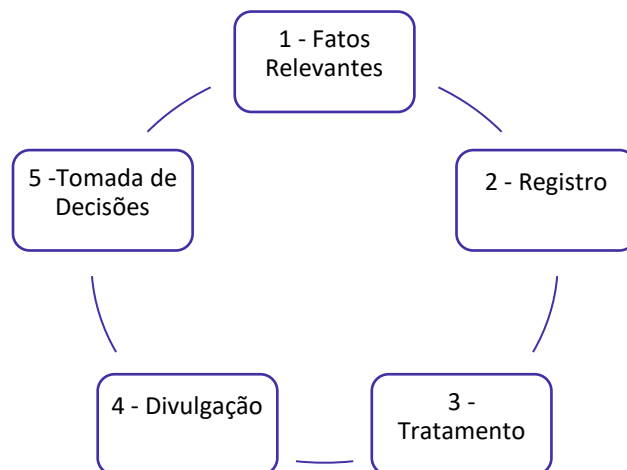 1 - Fatos
Relevantes
2 - Registro
3 -
Tratamento
4 - Divulgação
5 -Tomada de
Decisões